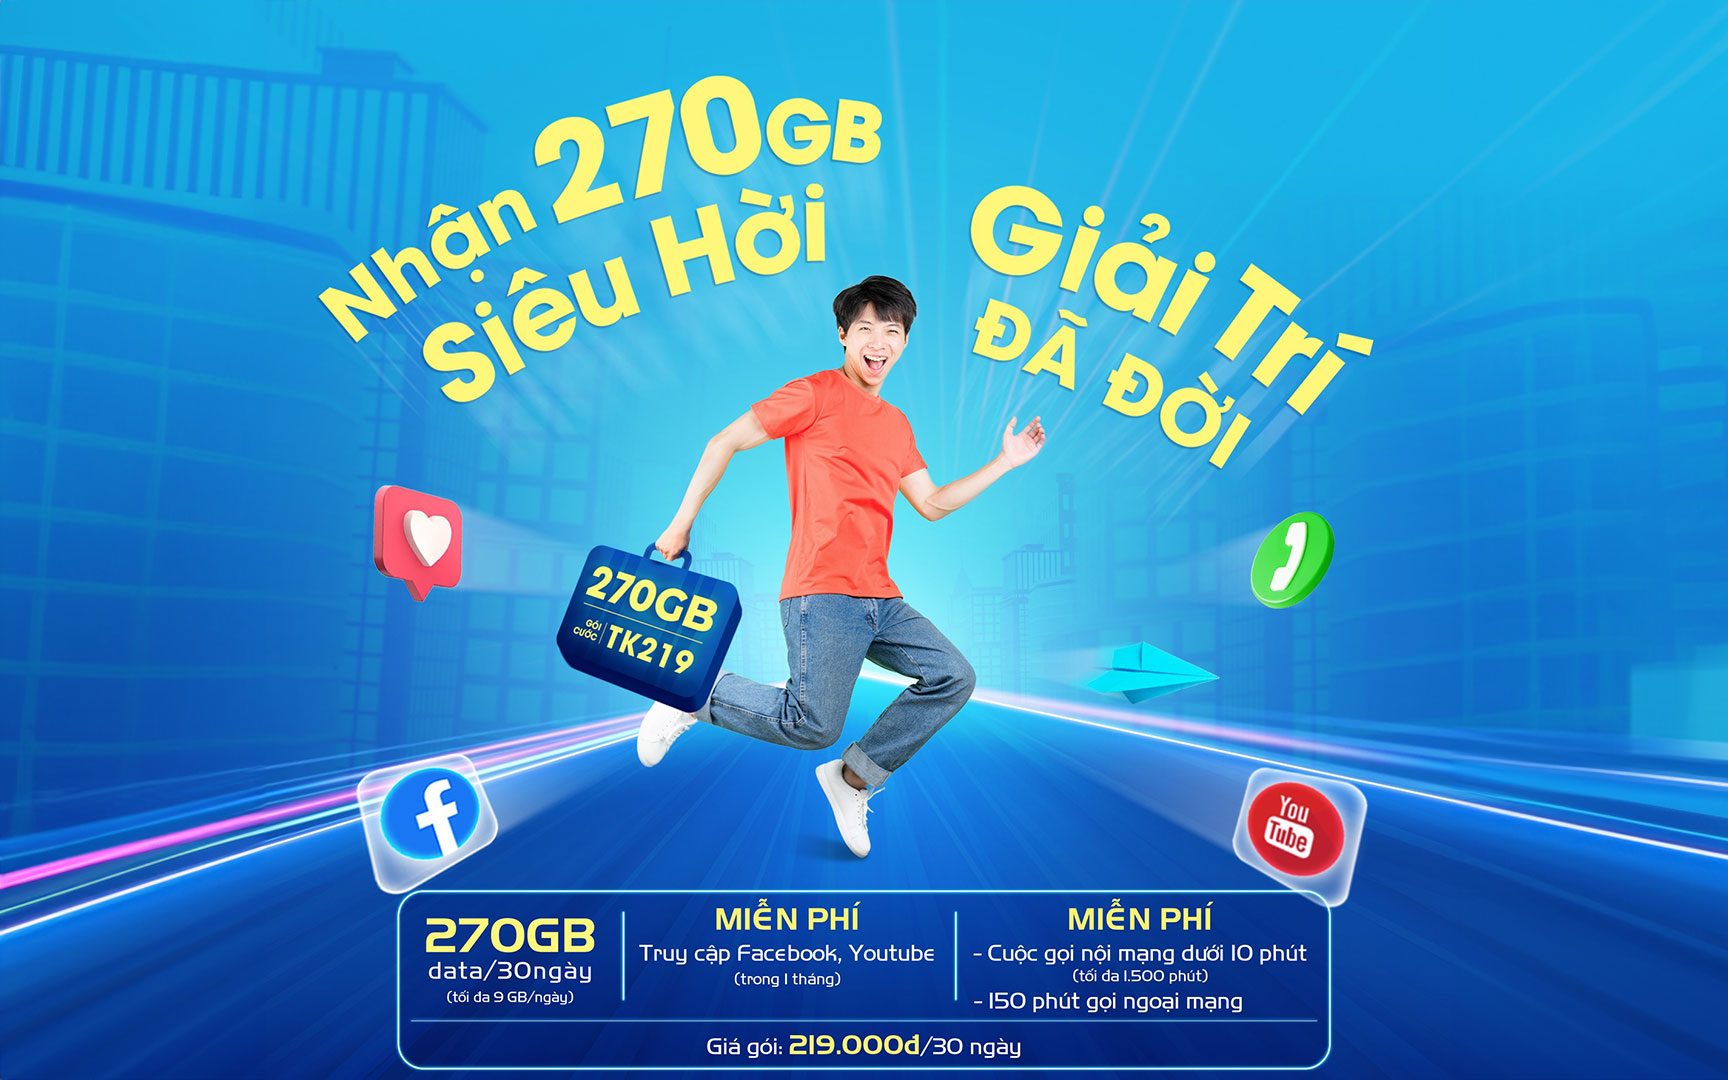 Nhận 270GB
Siêu Hời
Giải Trí
ĐÃ ĐỜI
270GB
GÓI
CƯỚC
TK219
f
You
Tube
270GB
data/30ngày
(tối đa 9 GB/ngày)
MIỄN PHÍ
Truy cập Facebook, Youtube
(trong 1 tháng)
MIỄN PHÍ
- Cuộc gọi nội mạng dưới 10 phút
(tối đa 1.500 phút)
- 150 phút gọi ngoại mạng
Giá gói: 219.000đ/30 ngày